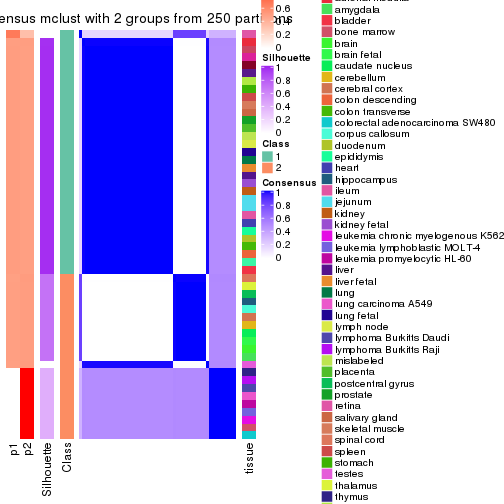 ensus mclust with 2 groups from 250 partitions
0.6
0.4
0.2
0
Silhouette
1
0.8
0.6
0.4
0.2
0
Class
1
2
Consensus
1
0.8
0.6
0.4
0.2
0
p1
p2
Silhouette
Class
tissue
amygdala
bladder
bone marrow
brain
brain fetal
caudate nucleus
cerebellum
cerebral cortex
colon descending
colon transverse
colorectal adenocarcinoma SW480
corpus callosum
duodenum
epididymis
heart
hippocampus
ileum
jejunum
kidney
kidney fetal
leukemia chronic myelogenous K562
leukemia lymphoblastic MOLT-4
leukemia promyelocytic HL-60
liver
liver fetal
lung
lung carcinoma A549
lung fetal
lymph node
lymphoma Burkitts Daudi
lymphoma Burkitts Raji
mislabeled
placenta
postcentral gyrus
prostate
retina
salivary gland
skeletal muscle
spinal cord
spleen
stomach
testes
thalamus
thymus